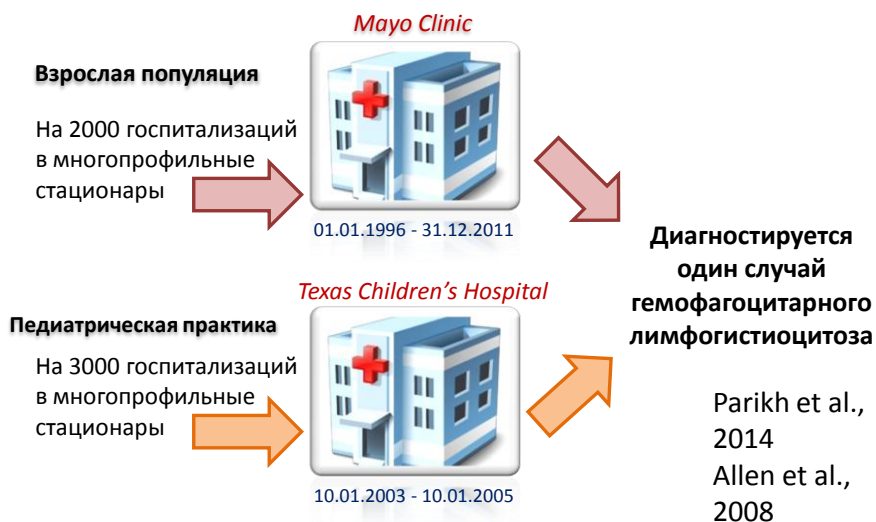 Mayo Clinic
Взрослая популяция
На 2000 госпитализаций
в многопрофильные
стационары
01.01.1996 - 31.12.2011
Texas Children's Hospital
Педиатрическая практика
На 3000 госпитализаций
в многопрофильные
стационары
10.01.2003 - 10.01.2005
Диагностируется
один случай
гемофагоцитарного
лимфогистиоцитоза
Parikh et al.,
2014
Allen et al.,
2008